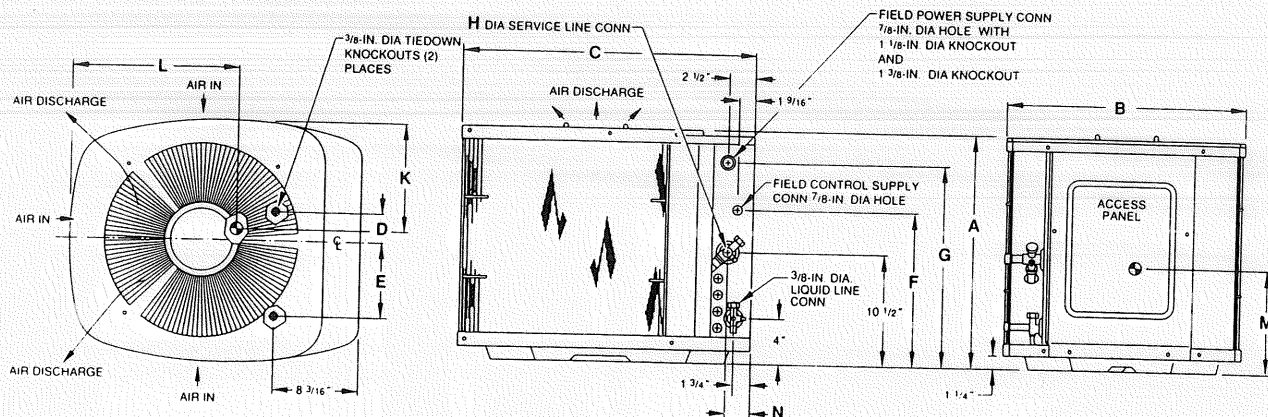 3/8-IN. DIA TIEDOWN
KNOCKOUTS (2)
PLACES
L
AIR IN
AIR DISCHARGE
K
AIR IN
D
℄
E
AIR DISCHARGE
AIR IN
8 3/16"
H DIA SERVICE LINE CONN
C
AIR DISCHARGE
2 1/2"
1 9/16"
FIELD POWER SUPPLY CONN
7/8-IN. DIA HOLE WITH
1 1/8-IN. DIA KNOCKOUT
AND
1 3/8-IN. DIA KNOCKOUT
FIELD CONTROL SUPPLY
CONN 7/8-IN DIA HOLE
3/8-IN. DIA.
LIQUID LINE
CONN
10 1/2"
4"
1 3/4"
N
F
G
A
1 1/4"
B
ACCESS
PANEL
M